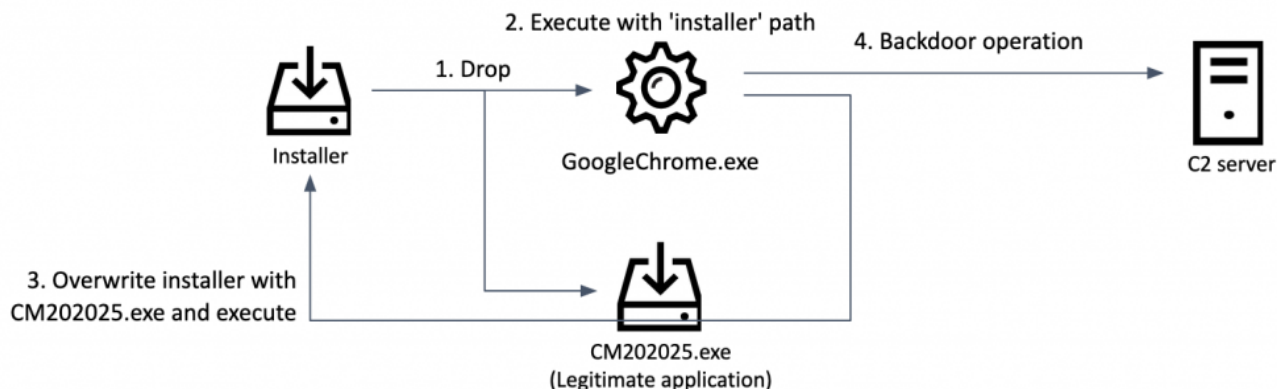 2. Execute with 'installer' path
4. Backdoor operation
1. Drop
Installer
GoogleChrome.exe
C2 server
3. Overwrite installer with
CM202025.exe and execute
CM202025.exe
(Legitimate application)